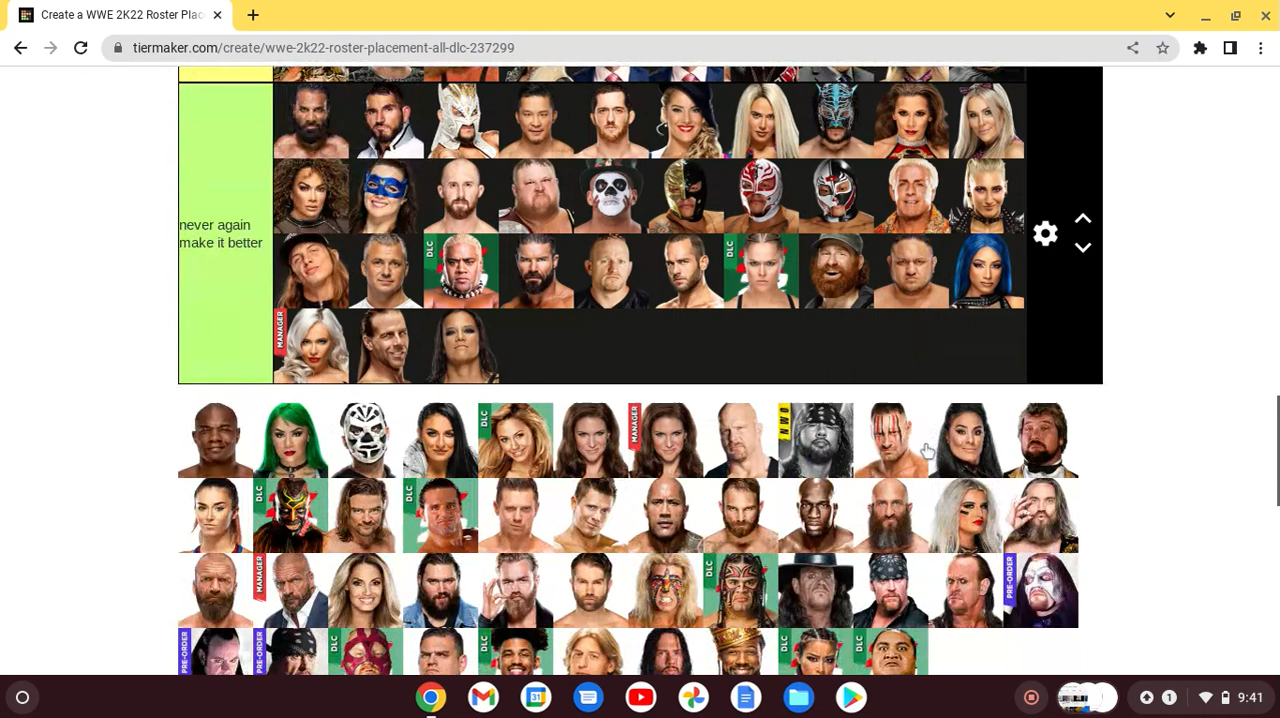 Create a WWE 2K22 Roster Plac
tiermaker.com/create/wwe-2k22-roster-placement-all-dlc-237299
never again
make it better
DLC
DLC
MANAGER
DLC
MANAGER
DLC
DLC
MANAGER
DLC
PRE-ORDER
PRE-ORDER
PRE-ORDER
DLC
DLC
DLC
31
1
9:41